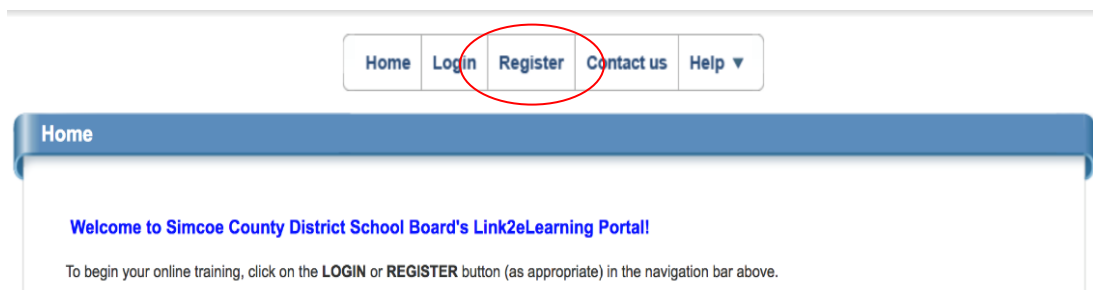 Home Login Register Contact us Help ▼
Home
Welcome to Simcoe County District School Board's Link2eLearning Portal!
To begin your online training, click on the LOGIN or REGISTER button (as appropriate) in the navigation bar above.